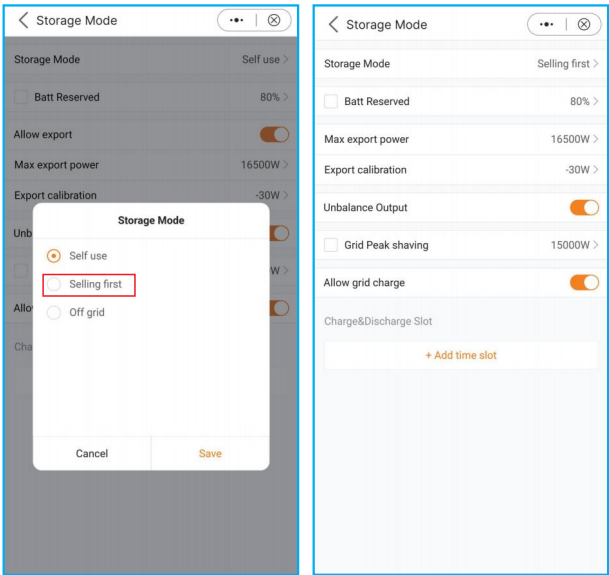 Storage Mode
Storage Mode
Self use >
Batt Reserved
80% >
Allow export
Max export power
16500W >
Export calibration
-30W >
Unb
W >
Allo
Cha
Storage Mode
Self use
Selling first
Off grid
Cancel
Save
Storage Mode
Storage Mode
Selling first >
Batt Reserved
80% >
Max export power
16500W >
Export calibration
-30W >
Unbalance Output
Grid Peak shaving
15000W >
Allow grid charge
Charge&Discharge Slot
+ Add time slot